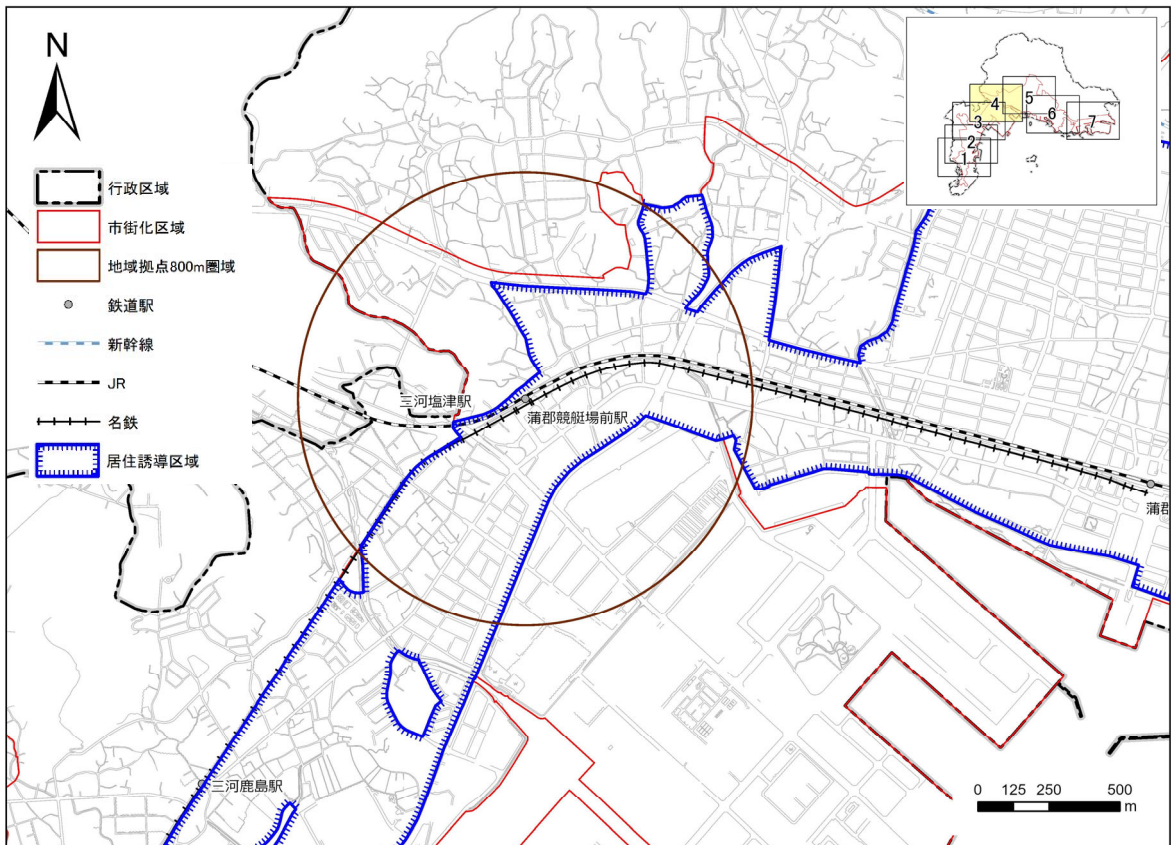 N
行政区域
市街化区域
地域拠点800m圏域
鉄道駅
新幹線
JR
名鉄
居住誘導区域
5
4
6
7
3
2
1
三河塩津駅
蒲郡競艇場前駅
蒲郡
三河鹿島駅
0 125 250 500
m